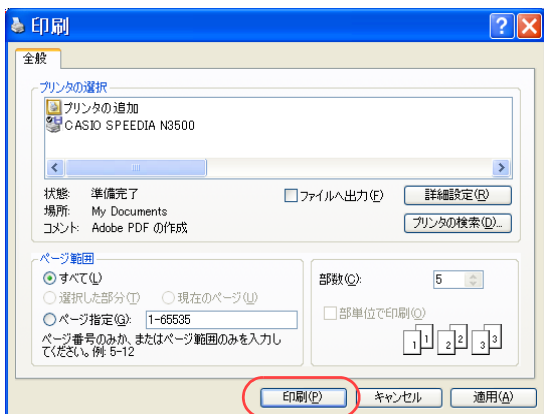 印刷
全般
プリンタの選択
プリンタの追加
CASIO SPEEDIA N3500
状態: 準備完了
場所: My Documents
コメント: Adobe PDF の作成
ファイルへ出力(F)
詳細設定(R)
プリンタの検索(D)...
ページ範囲
すべて(L)
選択した部分(T) 現在のページ(U)
ページ指定(G): 1-65535
ページ番号のみか、またはページ範囲のみを入力し
てください。例: 5-12
部数(C): 5
部単位で印刷(O)
1 1 2 2 3 3
印刷(P) キャンセル 適用(A)